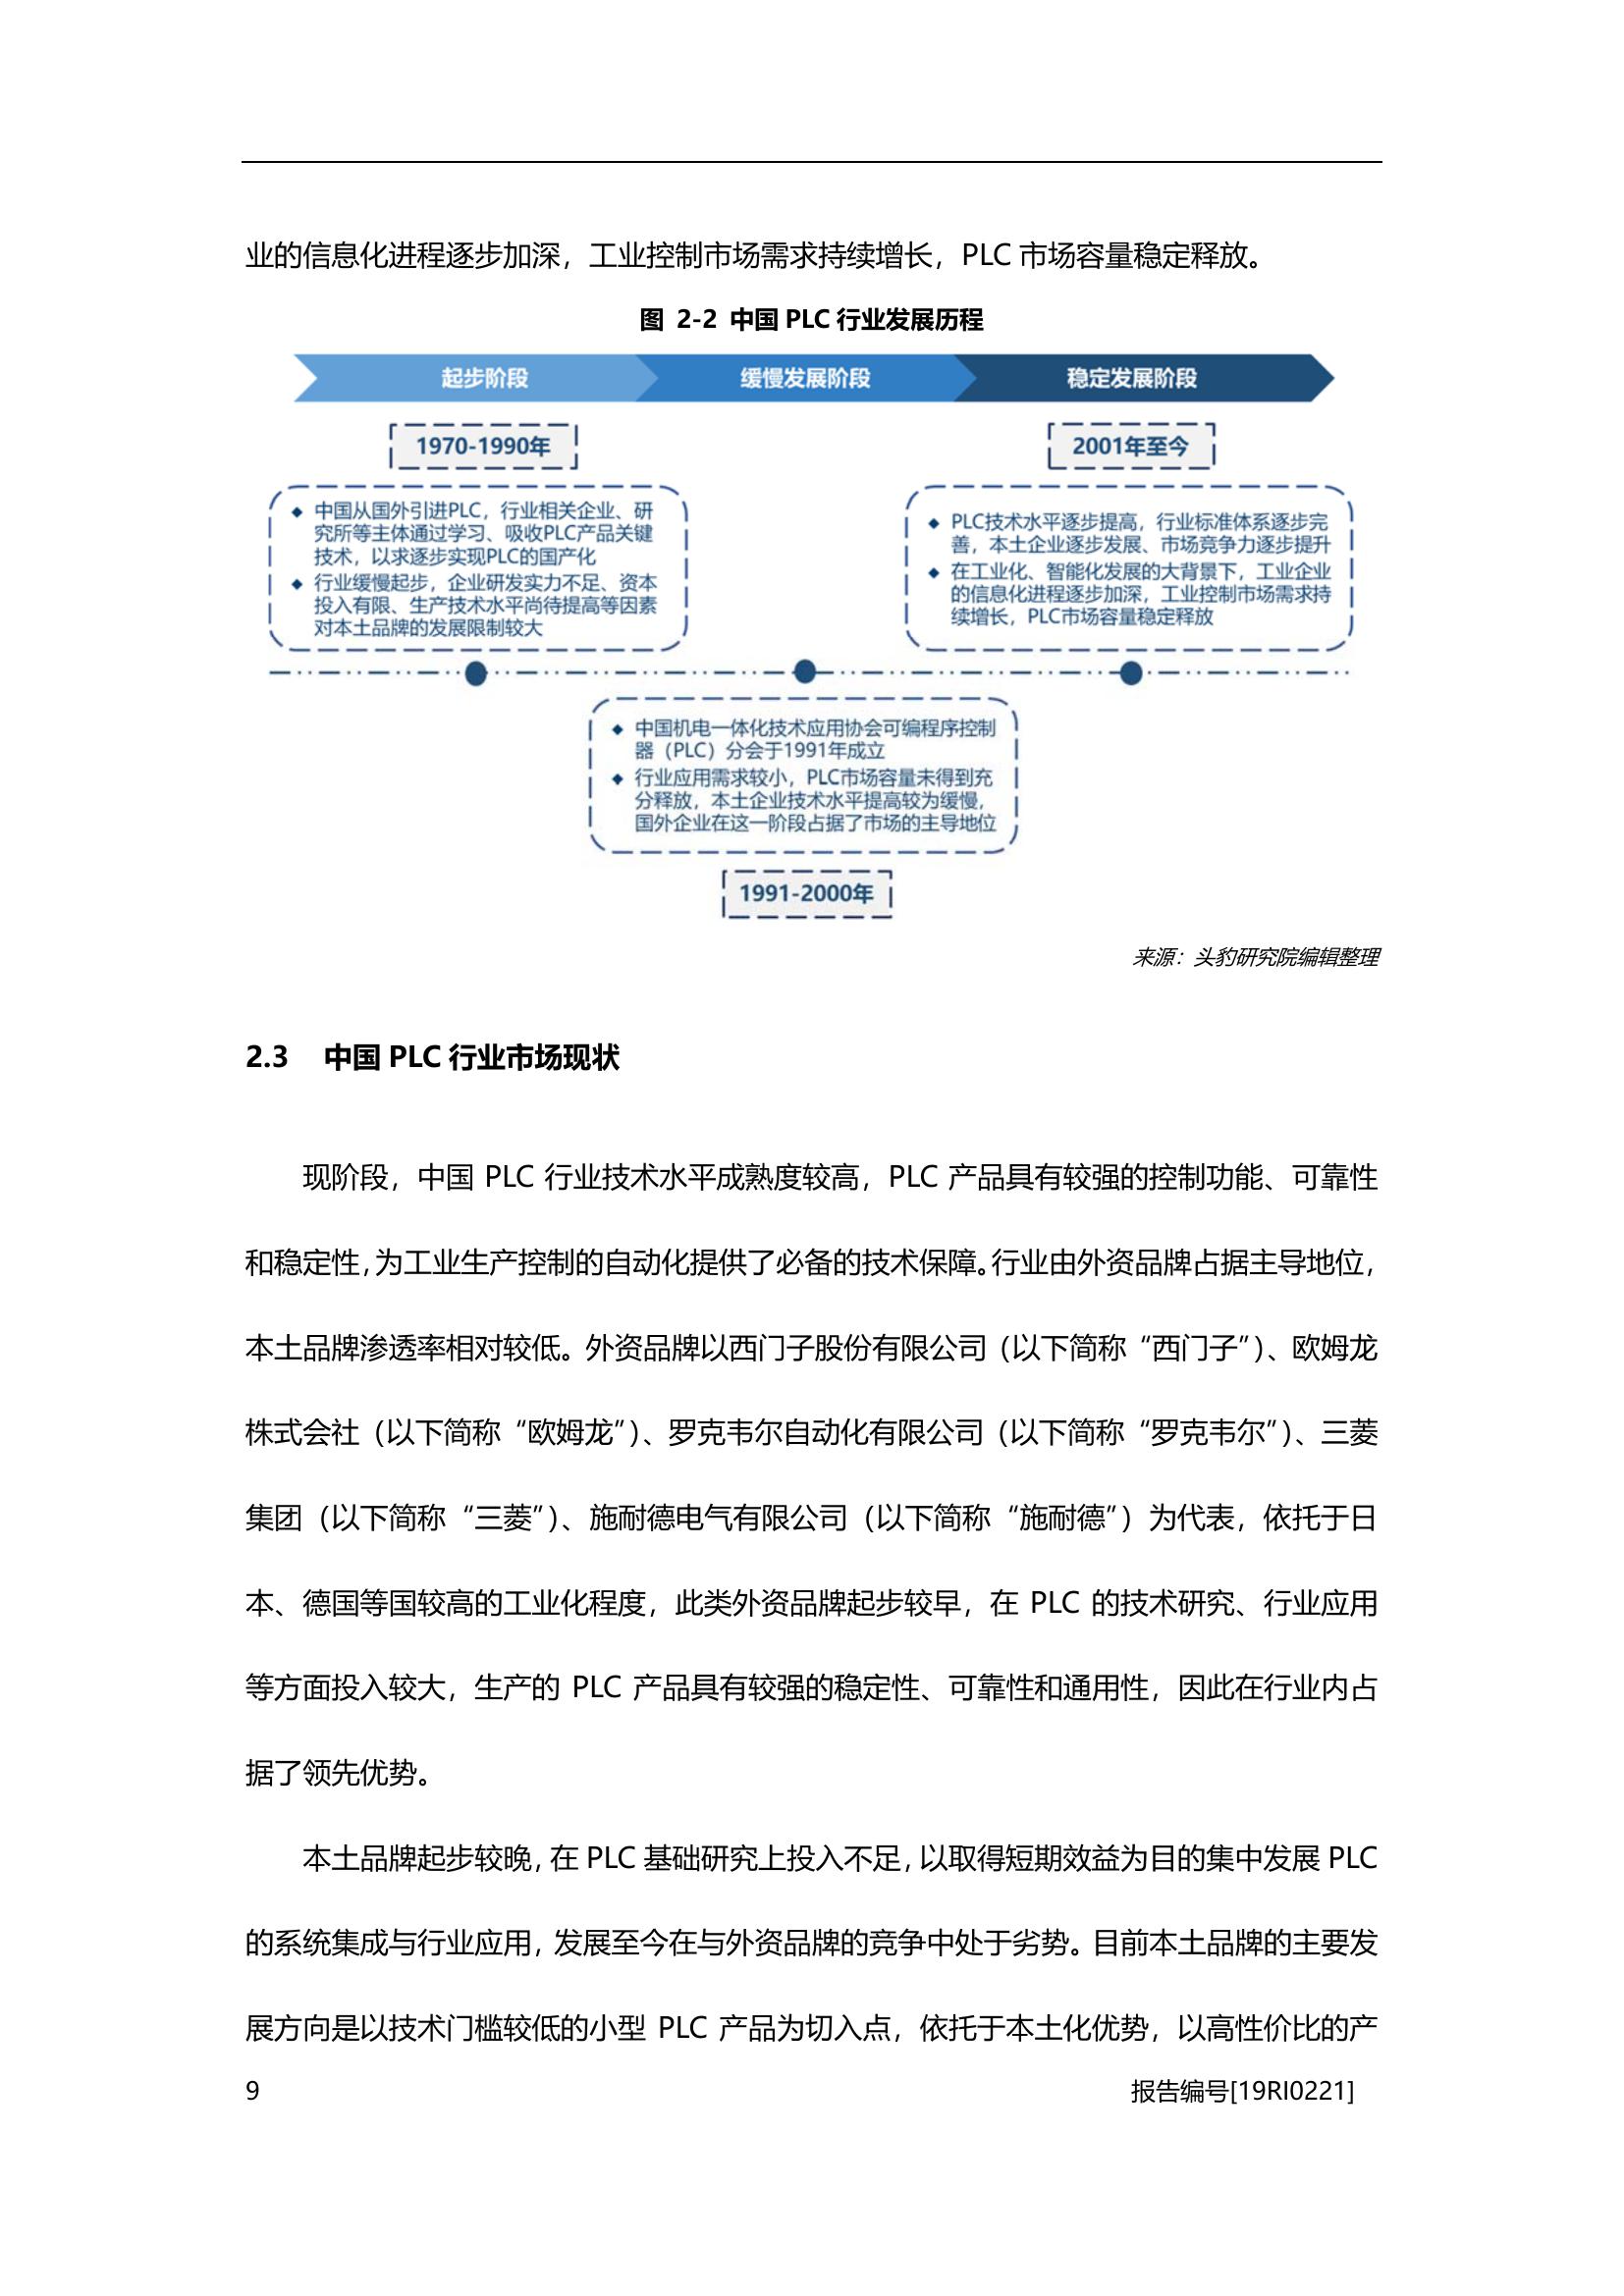 业的信息化进程逐步加深，工业控制市场需求持续增长，PLC 市场容量稳定释放。
图 2-2 中国 PLC 行业发展历程
起步阶段
缓慢发展阶段
稳定发展阶段
1970-1990年
2001年至今
◆ 中国从国外引进PLC，行业相关企业、研
究所等主体通过学习、吸收PLC产品关键
技术，以求逐步实现PLC的国产化
◆ 行业缓慢起步，企业研发实力不足、资本
投入有限、生产技术水平尚待提高等因素
对本土品牌的发展限制较大
◆ PLC技术水平逐步提高，行业标准体系逐步完
善，本土企业逐步发展、市场竞争力逐步提升
◆ 在工业化、智能化发展的大背景下，工业企业
的信息化进程逐步加深，工业控制市场需求持
续增长，PLC市场容量稳定释放
◆ 中国机电一体化技术应用协会可编程序控制
器（PLC）分会于1991年成立
◆ 行业应用需求较小，PLC市场容量未得到充
分释放，本土企业技术水平提高较为缓慢，
国外企业在这一阶段占据了市场的主导地位
1991-2000年
来源：头豹研究院编辑整理
2.3 中国 PLC 行业市场现状
现阶段，中国 PLC 行业技术水平成熟度较高，PLC 产品具有较强的控制功能、可靠性
和稳定性，为工业生产控制的自动化提供了必备的技术保障。行业由外资品牌占据主导地位，
本土品牌渗透率相对较低。外资品牌以西门子股份有限公司（以下简称“西门子”）、欧姆龙
株式会社（以下简称“欧姆龙”）、罗克韦尔自动化有限公司（以下简称“罗克韦尔”）、三菱
集团（以下简称“三菱”）、施耐德电气有限公司（以下简称“施耐德”）为代表，依托于日
本、德国等国较高的工业化程度，此类外资品牌起步较早，在 PLC 的技术研究、行业应用
等方面投入较大，生产的 PLC 产品具有较强的稳定性、可靠性和通用性，因此在行业内占
据了领先优势。
本土品牌起步较晚，在 PLC 基础研究上投入不足，以取得短期效益为目的集中发展 PLC
的系统集成与行业应用，发展至今在与外资品牌的竞争中处于劣势。目前本土品牌的主要发
展方向是以技术门槛较低的小型 PLC 产品为切入点，依托于本土化优势，以高性价比的产
9
报告编号[19RI0221]